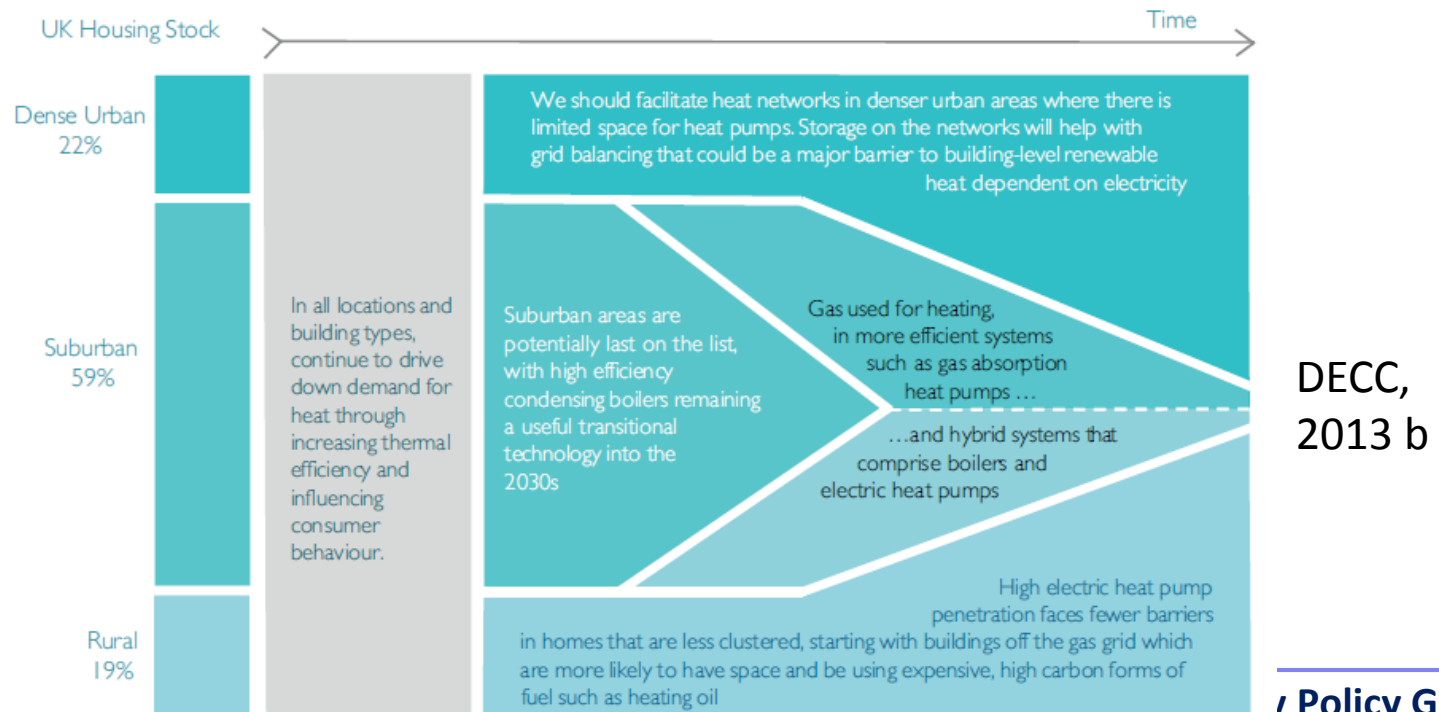 UK Housing Stock
Time
Dense Urban
22%
Suburban
59%
Rural
19%
In all locations and
building types,
continue to drive
down demand for
heat through
increasing thermal
efficiency and
influencing
consumer
behaviour.
We should facilitate heat networks in denser urban areas where there is
limited space for heat pumps. Storage on the networks will help with
grid balancing that could be a major barrier to building-level renewable
heat dependent on electricity
Suburban areas are
potentially last on the list,
with high efficiency
condensing boilers remaining
a useful transitional
technology into the
2030s
Gas used for heating,
in more efficient systems
such as gas absorption
heat pumps ...
...and hybrid systems that
comprise boilers and
electric heat pumps
High electric heat pump
penetration faces fewer barriers
in homes that are less clustered, starting with buildings off the gas grid which
are more likely to have space and be using expensive, high carbon forms of
fuel such as heating oil
DECC,
2013 b
Policy G